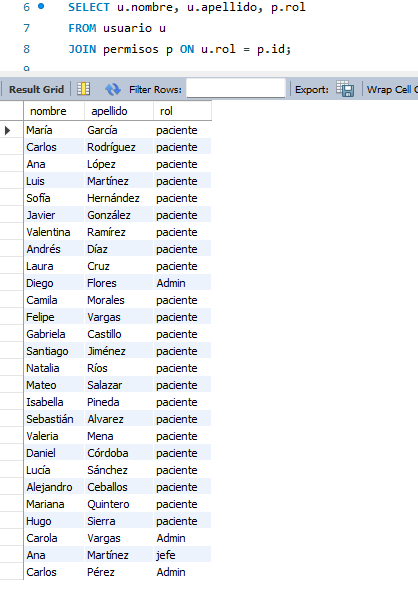 6 SELECT u.nombre, u.apellido, p.rol
7 FROM usuario u
8 JOIN permisos p ON u.rol = p.id;
Result Grid Filter Rows: Export: Wrap Cell C
nombre apellido rol
María García paciente
Carlos Rodríguez paciente
Ana López paciente
Luis Martínez paciente
Sofía Hernández paciente
Javier González paciente
Valentina Ramírez paciente
Andrés Díaz paciente
Laura Cruz paciente
Diego Flores Admin
Camila Morales paciente
Felipe Vargas paciente
Gabriela Castillo paciente
Santiago Jiménez paciente
Natalia Ríos paciente
Mateo Salazar paciente
Isabella Pineda paciente
Sebastián Alvarez paciente
Valeria Mena paciente
Daniel Córdoba paciente
Lucía Sánchez paciente
Alejandro Ceballos paciente
Mariana Quintero paciente
Hugo Sierra paciente
Carola Vargas Admin
Ana Martínez jefe
Carlos Pérez Admin